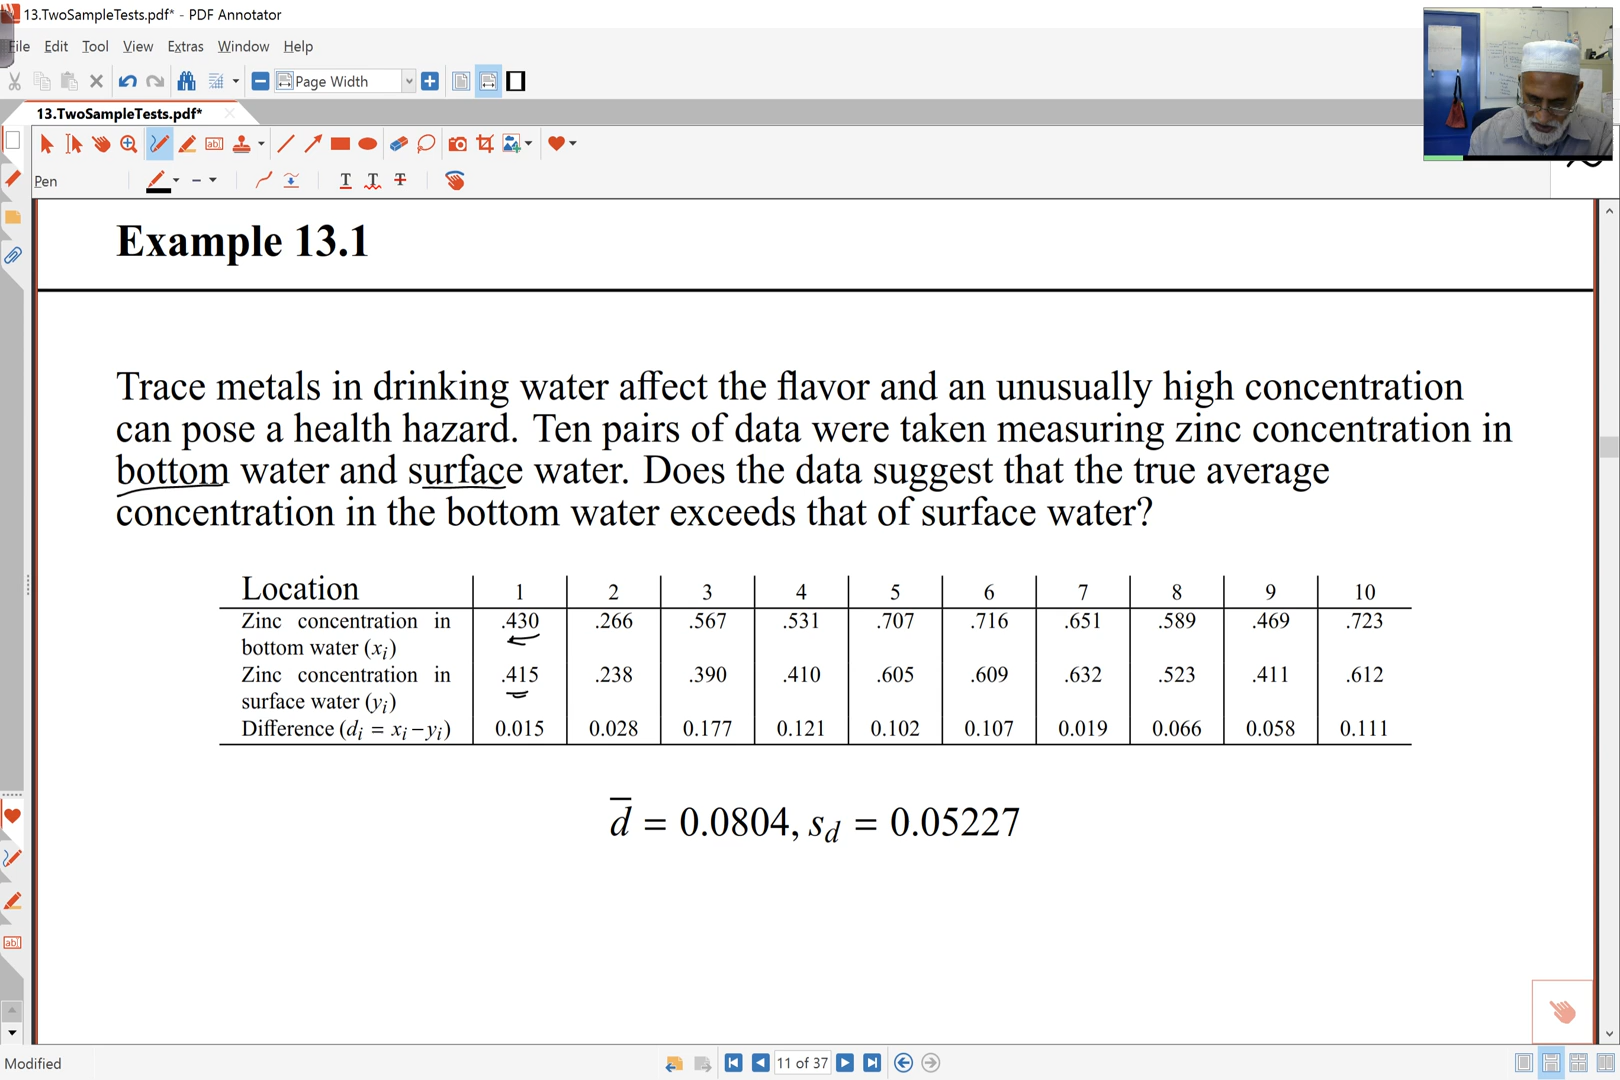 13.TwoSampleTests.pdf* - PDF Annotator
File Edit Tool View Extras Window Help
Page Width
13.TwoSampleTests.pdf*
Pen
Example 13.1
Trace metals in drinking water affect the flavor and an unusually high concentration
can pose a health hazard. Ten pairs of data were taken measuring zinc concentration in
bottom water and surface water. Does the data suggest that the true average
concentration in the bottom water exceeds that of surface water?
Location 1 2 3 4 5 6 7 8 9 10
Zinc concentration in .430 .266 .567 .531 .707 .716 .651 .589 .469 .723
bottom water (xᵢ)
Zinc concentration in .415 .238 .390 .410 .605 .609 .632 .523 .411 .612
surface water (yᵢ)
Difference (dᵢ = xᵢ−yᵢ) 0.015 0.028 0.177 0.121 0.102 0.107 0.019 0.066 0.058 0.111
d̅ = 0.0804, s_d = 0.05227
Modified
11 of 37